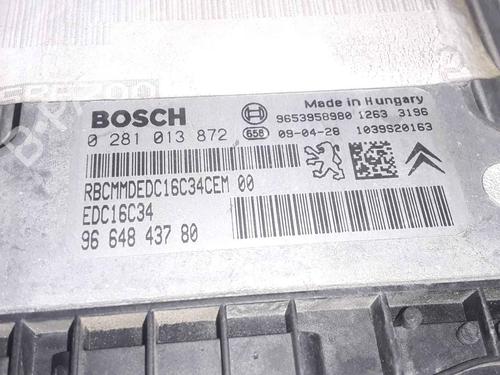 BOSCH
0 281 013 872
Made in Hungary
9653958980 1263 3196
658 09-04-28 1039S20163
RBCMMDEDC16C34CEM 00
EDC16C34
96 648 437 80